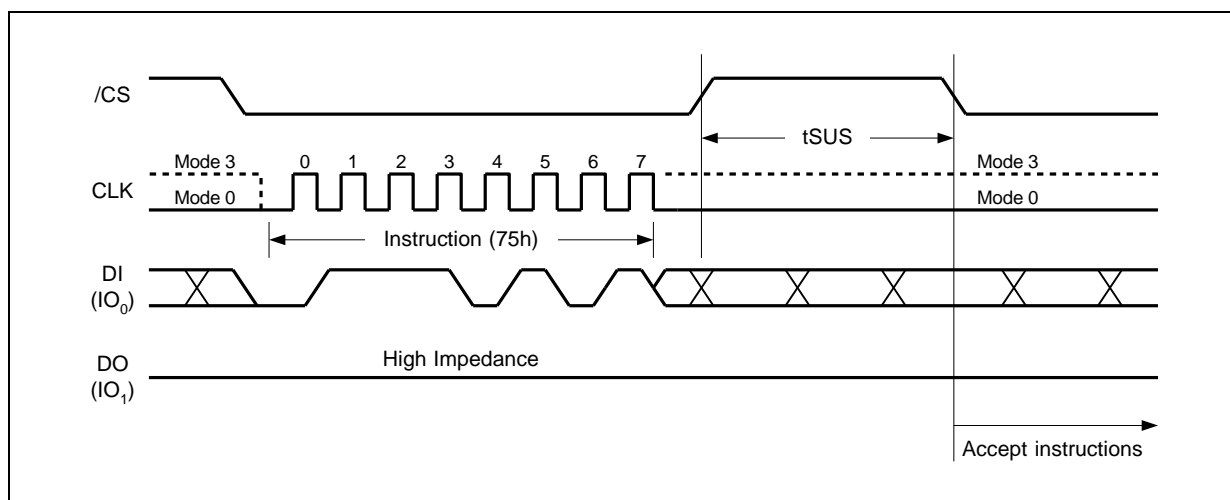 /CS
tSUS
Mode 3
0 1 2 3 4 5 6 7
Mode 3
CLK
Mode 0
Mode 0
Instruction (75h)
DI
(IO0)
High Impedance
DO
(IO1)
Accept instructions